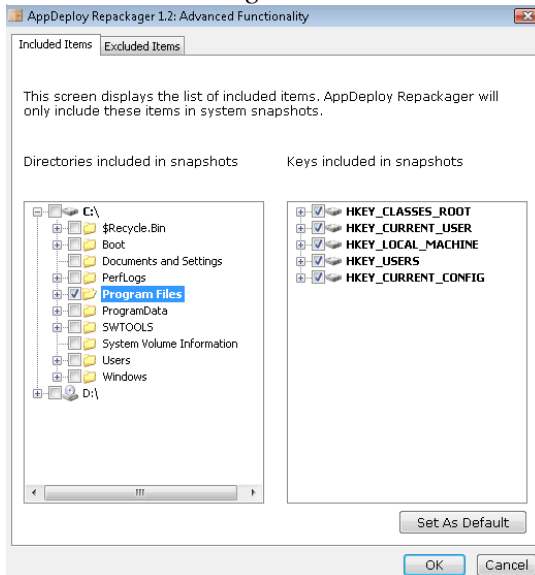 AppDeploy Repackager 1.2: Advanced Functionality
Included Items Excluded Items
This screen displays the list of included items. AppDeploy Repackager will
only include these items in system snapshots.
Directories included in snapshots
C:\
$Recycle.Bin
Boot
Documents and Settings
PerfLogs
Program Files
ProgramData
SWTOOLS
System Volume Information
Users
Windows
D:\
Keys included in snapshots
HKEY_CLASSES_ROOT
HKEY_CURRENT_USER
HKEY_LOCAL_MACHINE
HKEY_USERS
HKEY_CURRENT_CONFIG
Set As Default
OK Cancel